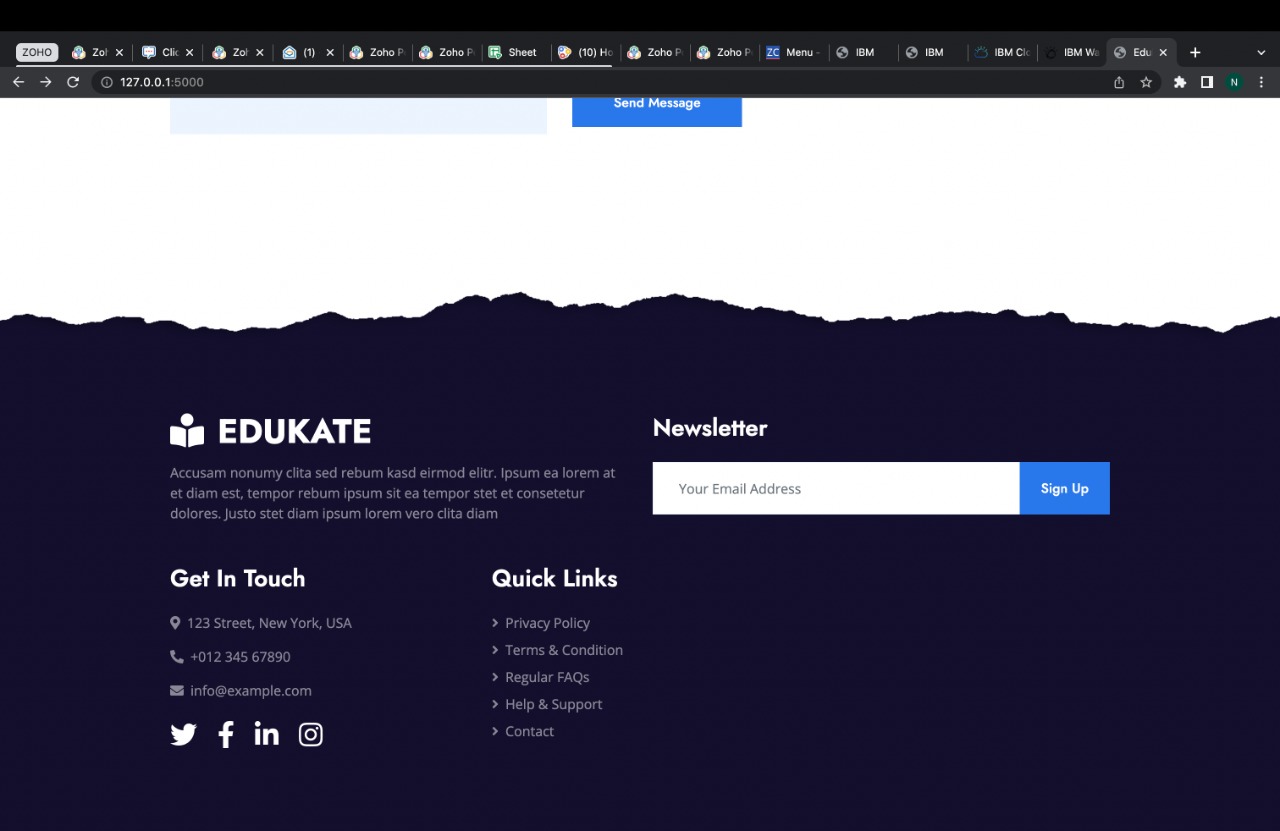 ZOHO
Zoh
Clic
Zoh
(1)
Zoho P
Zoho P
Sheet
(10) Ho
Zoho P
Zoho P
ZC Menu -
IBM
IBM
IBM Clo
IBM Wa
Edu
127.0.0.1:5000
N
Send Message
EDUKATE
Accusam nonumy clita sed rebum kasd eirmod elitr. Ipsum ea lorem at
et diam est, tempor rebum ipsum sit ea tempor stet et consetetur
dolores. Justo stet diam ipsum lorem vero clita diam
Newsletter
Your Email Address
Sign Up
Get In Touch
123 Street, New York, USA
+012 345 67890
info@example.com
Quick Links
Privacy Policy
Terms & Condition
Regular FAQs
Help & Support
Contact